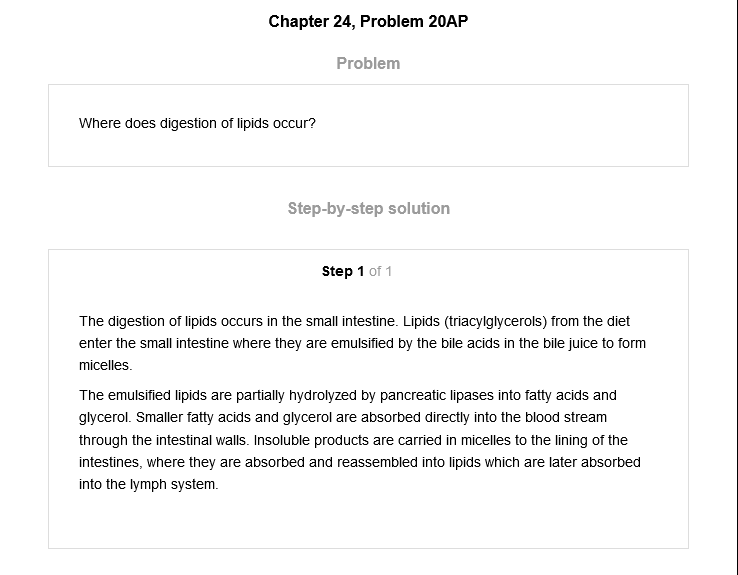 Chapter 24, Problem 20AP
Problem
Where does digestion of lipids occur?
Step-by-step solution
Step 1 of 1
The digestion of lipids occurs in the small intestine. Lipids (triacylglycerols) from the diet
enter the small intestine where they are emulsified by the bile acids in the bile juice to form
micelles.
The emulsified lipids are partially hydrolyzed by pancreatic lipases into fatty acids and
glycerol. Smaller fatty acids and glycerol are absorbed directly into the blood stream
through the intestinal walls. Insoluble products are carried in micelles to the lining of the
intestines, where they are absorbed and reassembled into lipids which are later absorbed
into the lymph system.